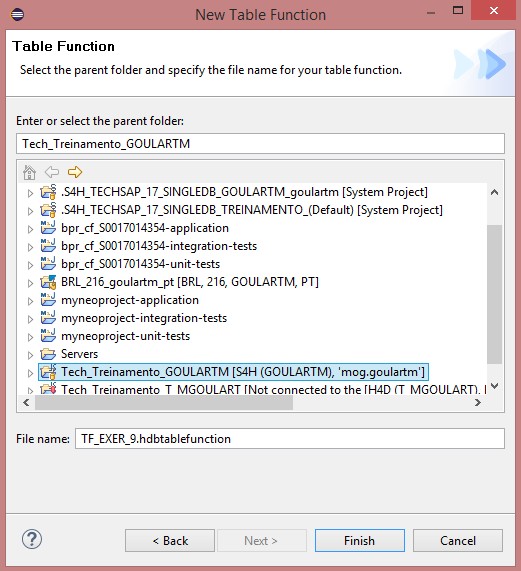 New Table Function
Table Function
Select the parent folder and specify the file name for your table function.
Enter or select the parent folder:
Tech_Treinamento_GOULARTM
.S4H_TECHSAP_17_SINGLEDB_GOULARTM_goulartm [System Project]
.S4H_TECHSAP_17_SINGLEDB_TREINAMENTO_(Default) [System Project]
bpr_cf_S0017014354-application
bpr_cf_S0017014354-integration-tests
bpr_cf_S0017014354-unit-tests
BRL_216_goulartm_pt [BRL, 216, GOULARTM, PT]
myneoproject-application
myneoproject-integration-tests
myneoproject-unit-tests
Servers
Tech_Treinamento_GOULARTM [S4H (GOULARTM), 'mog.goulartm']
Tech_Treinamento_T_MGOULART [Not connected to the [H4D (T_MGOULART),
File name: TF_EXER_9.hdbtablefunction
? < Back Next > Finish Cancel